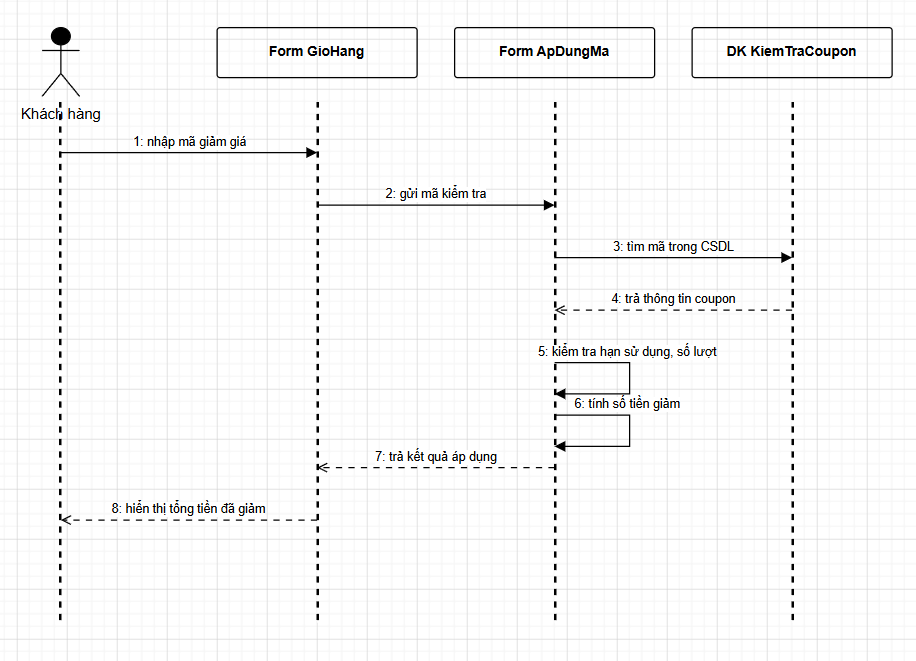 Form GioHang
Form ApDungMa
DK KiemTraCoupon
Khách hàng
1: nhập mã giảm giá
2: gửi mã kiểm tra
3: tìm mã trong CSDL
4: trả thông tin coupon
5: kiểm tra hạn sử dụng, số lượt
6: tính số tiền giảm
7: trả kết quả áp dụng
8: hiển thị tổng tiền đã giảm